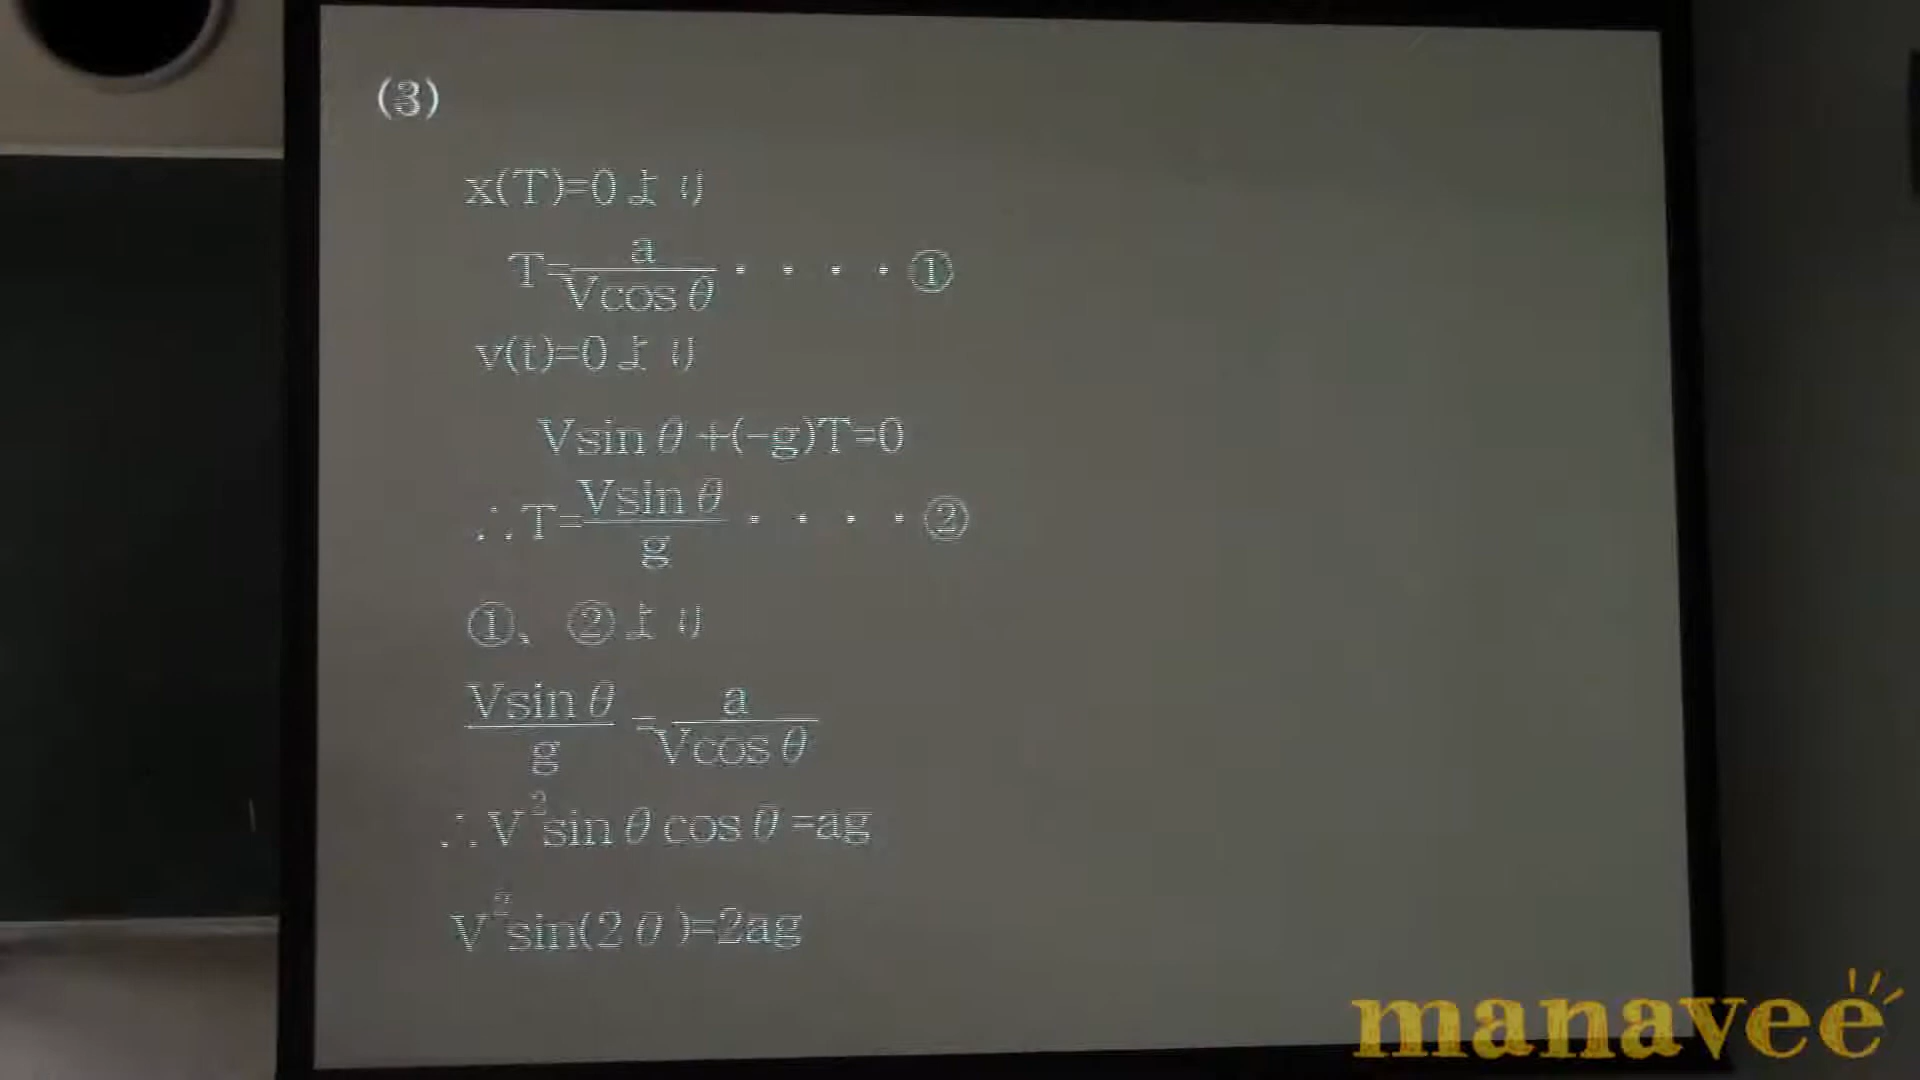 (3)
x(T)=0より
T=a/Vcosθ・・・・①
v(t)=0より
Vsinθ+(-g)T=0
∴T=Vsinθ/g・・・・②
①、②より
Vsinθ/g=a/Vcosθ
∴V²sinθcosθ=ag
V²sin(2θ)=2ag
manavee